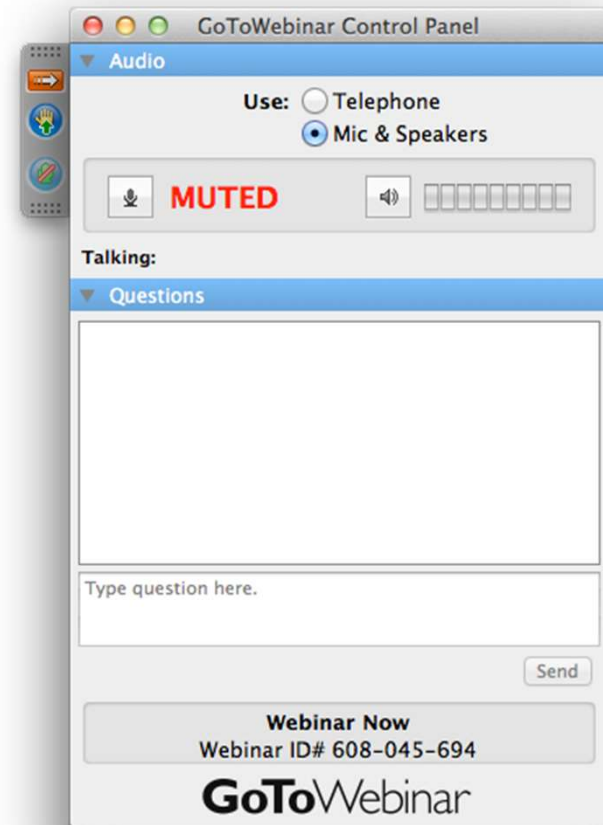 GoToWebinar Control Panel
Audio
Use: Telephone
Mic & Speakers
MUTED
Talking:
Questions
Type question here.
Send
Webinar Now
Webinar ID# 608-045-694
GoToWebinar